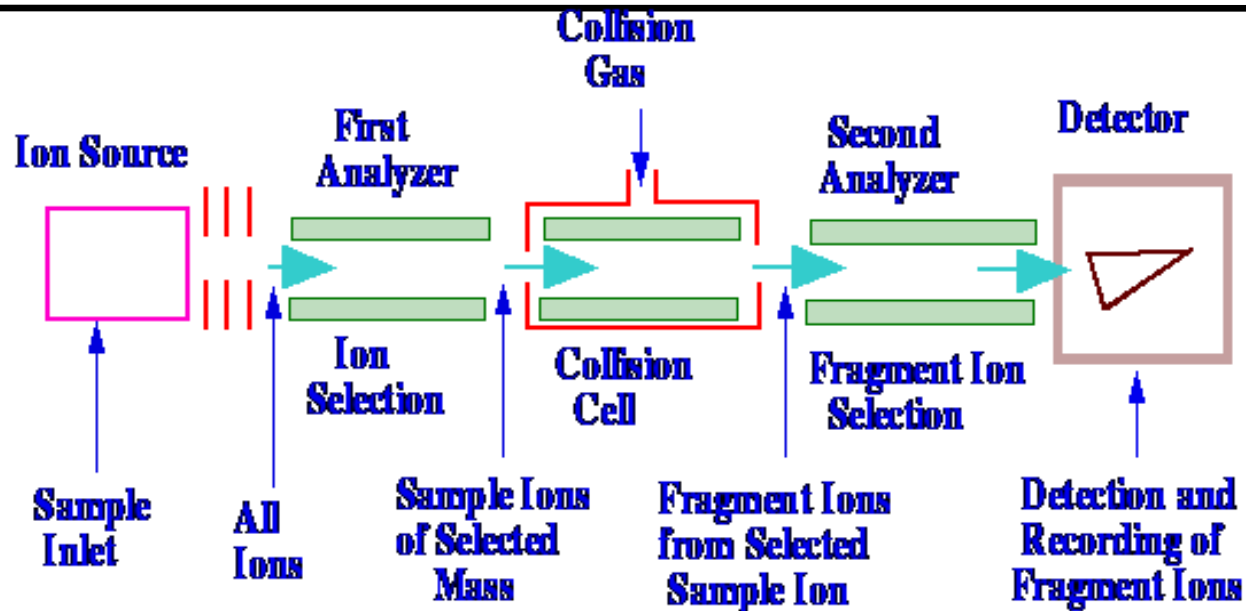 Collision
Gas
Ion Source
First
Analyzer
Second
Analyzer
Detector
Ion
Selection
Collision
Cell
Fragment Ion
Selection
Sample
Inlet
All
Ions
Sample Ions
of Selected
Mass
Fragment Ions
from Selected
Sample Ion
Detection and
Recording of
Fragment Ions